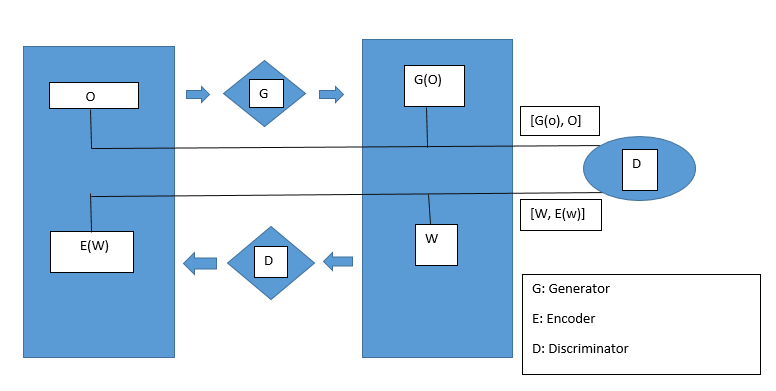 O
G
G(O)
[G(o), O]
D
E(W)
D
W
[W, E(w)]
G: Generator
E: Encoder
D: Discriminator